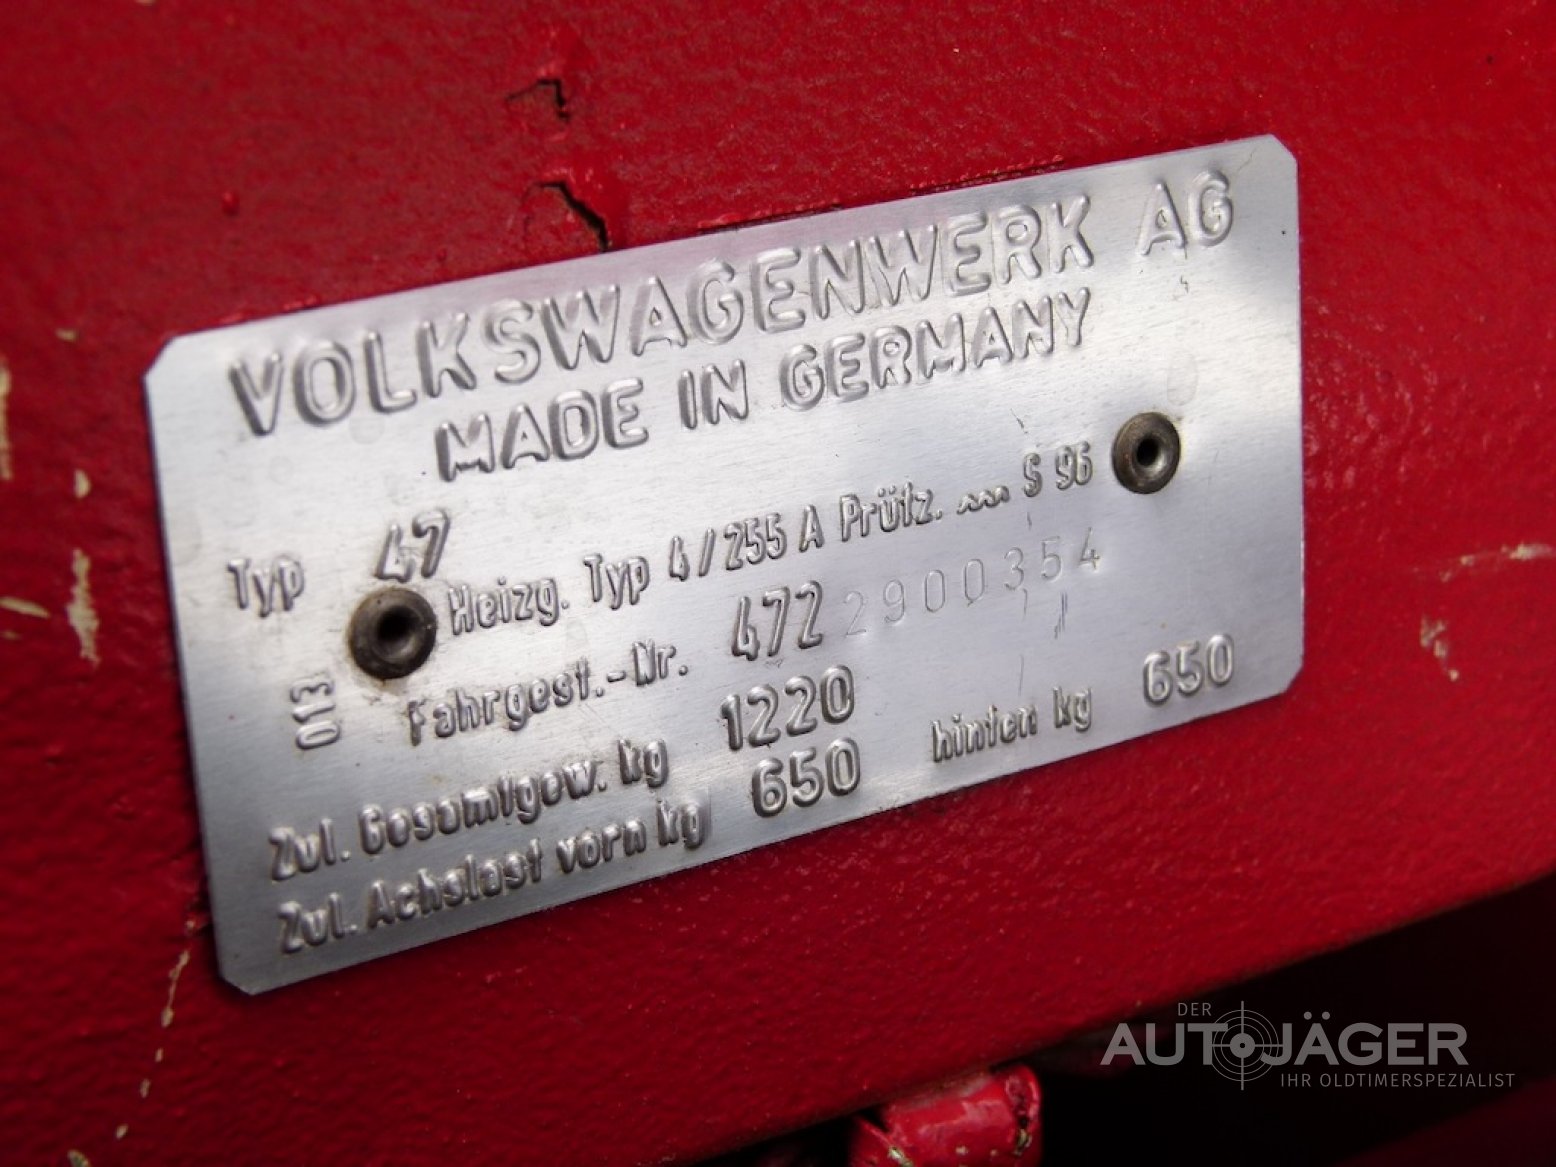 VOLKSWAGENWERK AG
MADE IN GERMANY
Typ 47
Heizg. Typ 4/255 A Prüfz. S 96
013
Fahrgest.-Nr. 472 2900354
Zul. Gesamtgew. kg 1220
Zul. Achslast vorn kg 650 hinten kg 650
DER
AUTOJÄGER
IHR OLDTIMERSPEZIALIST